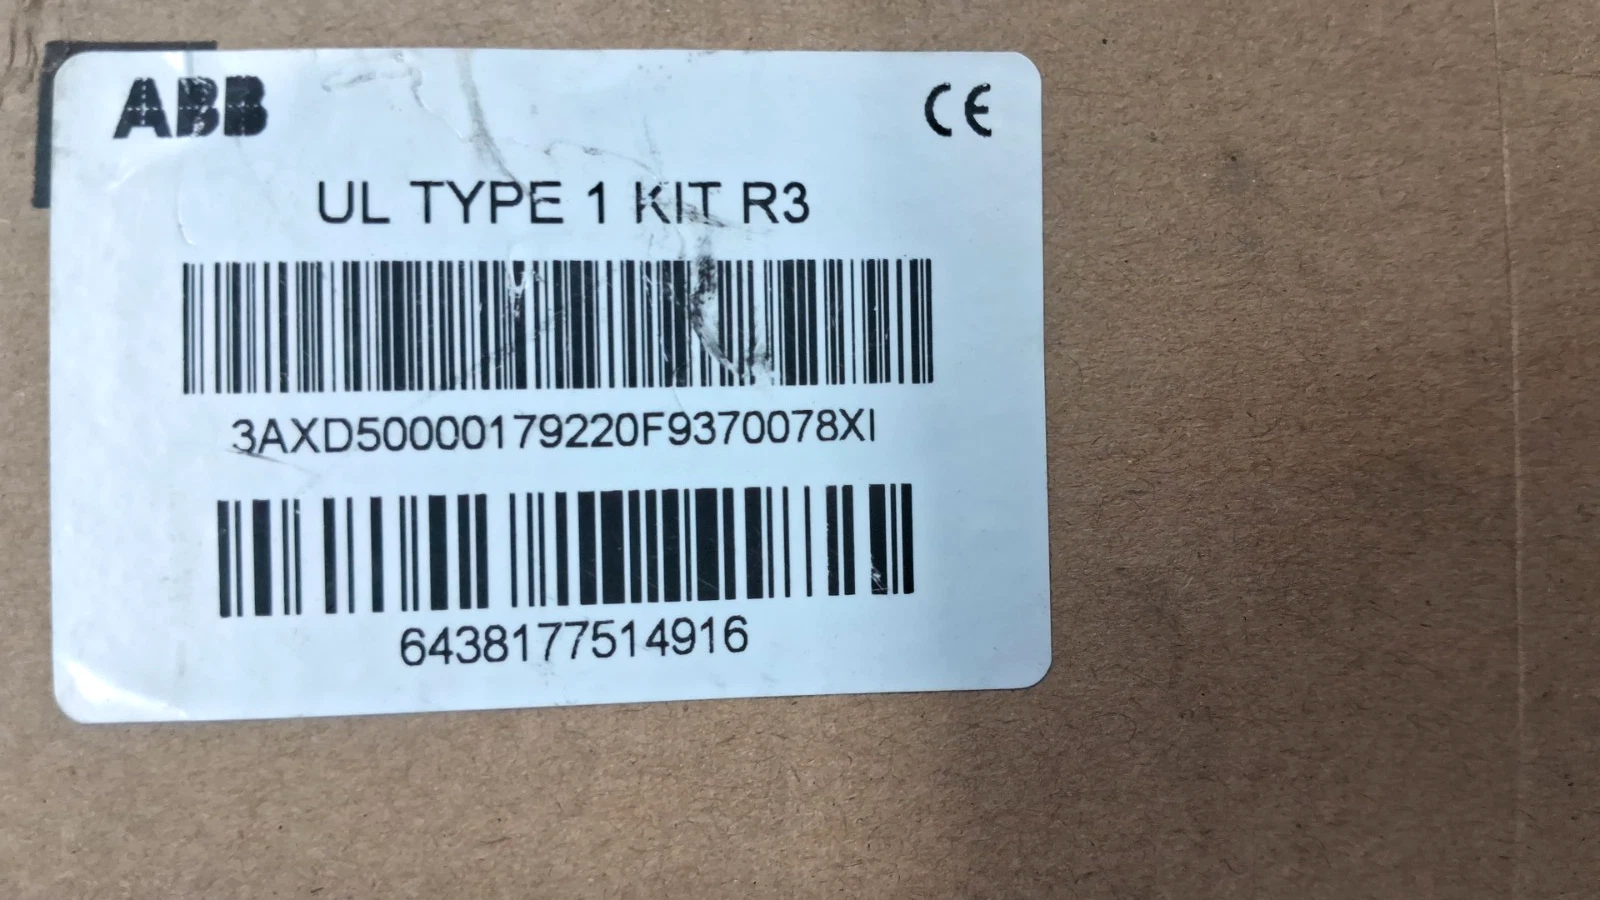 ABB
CE
UL TYPE 1 KIT R3
3AXD50000179220F9370078XI
6438177514916